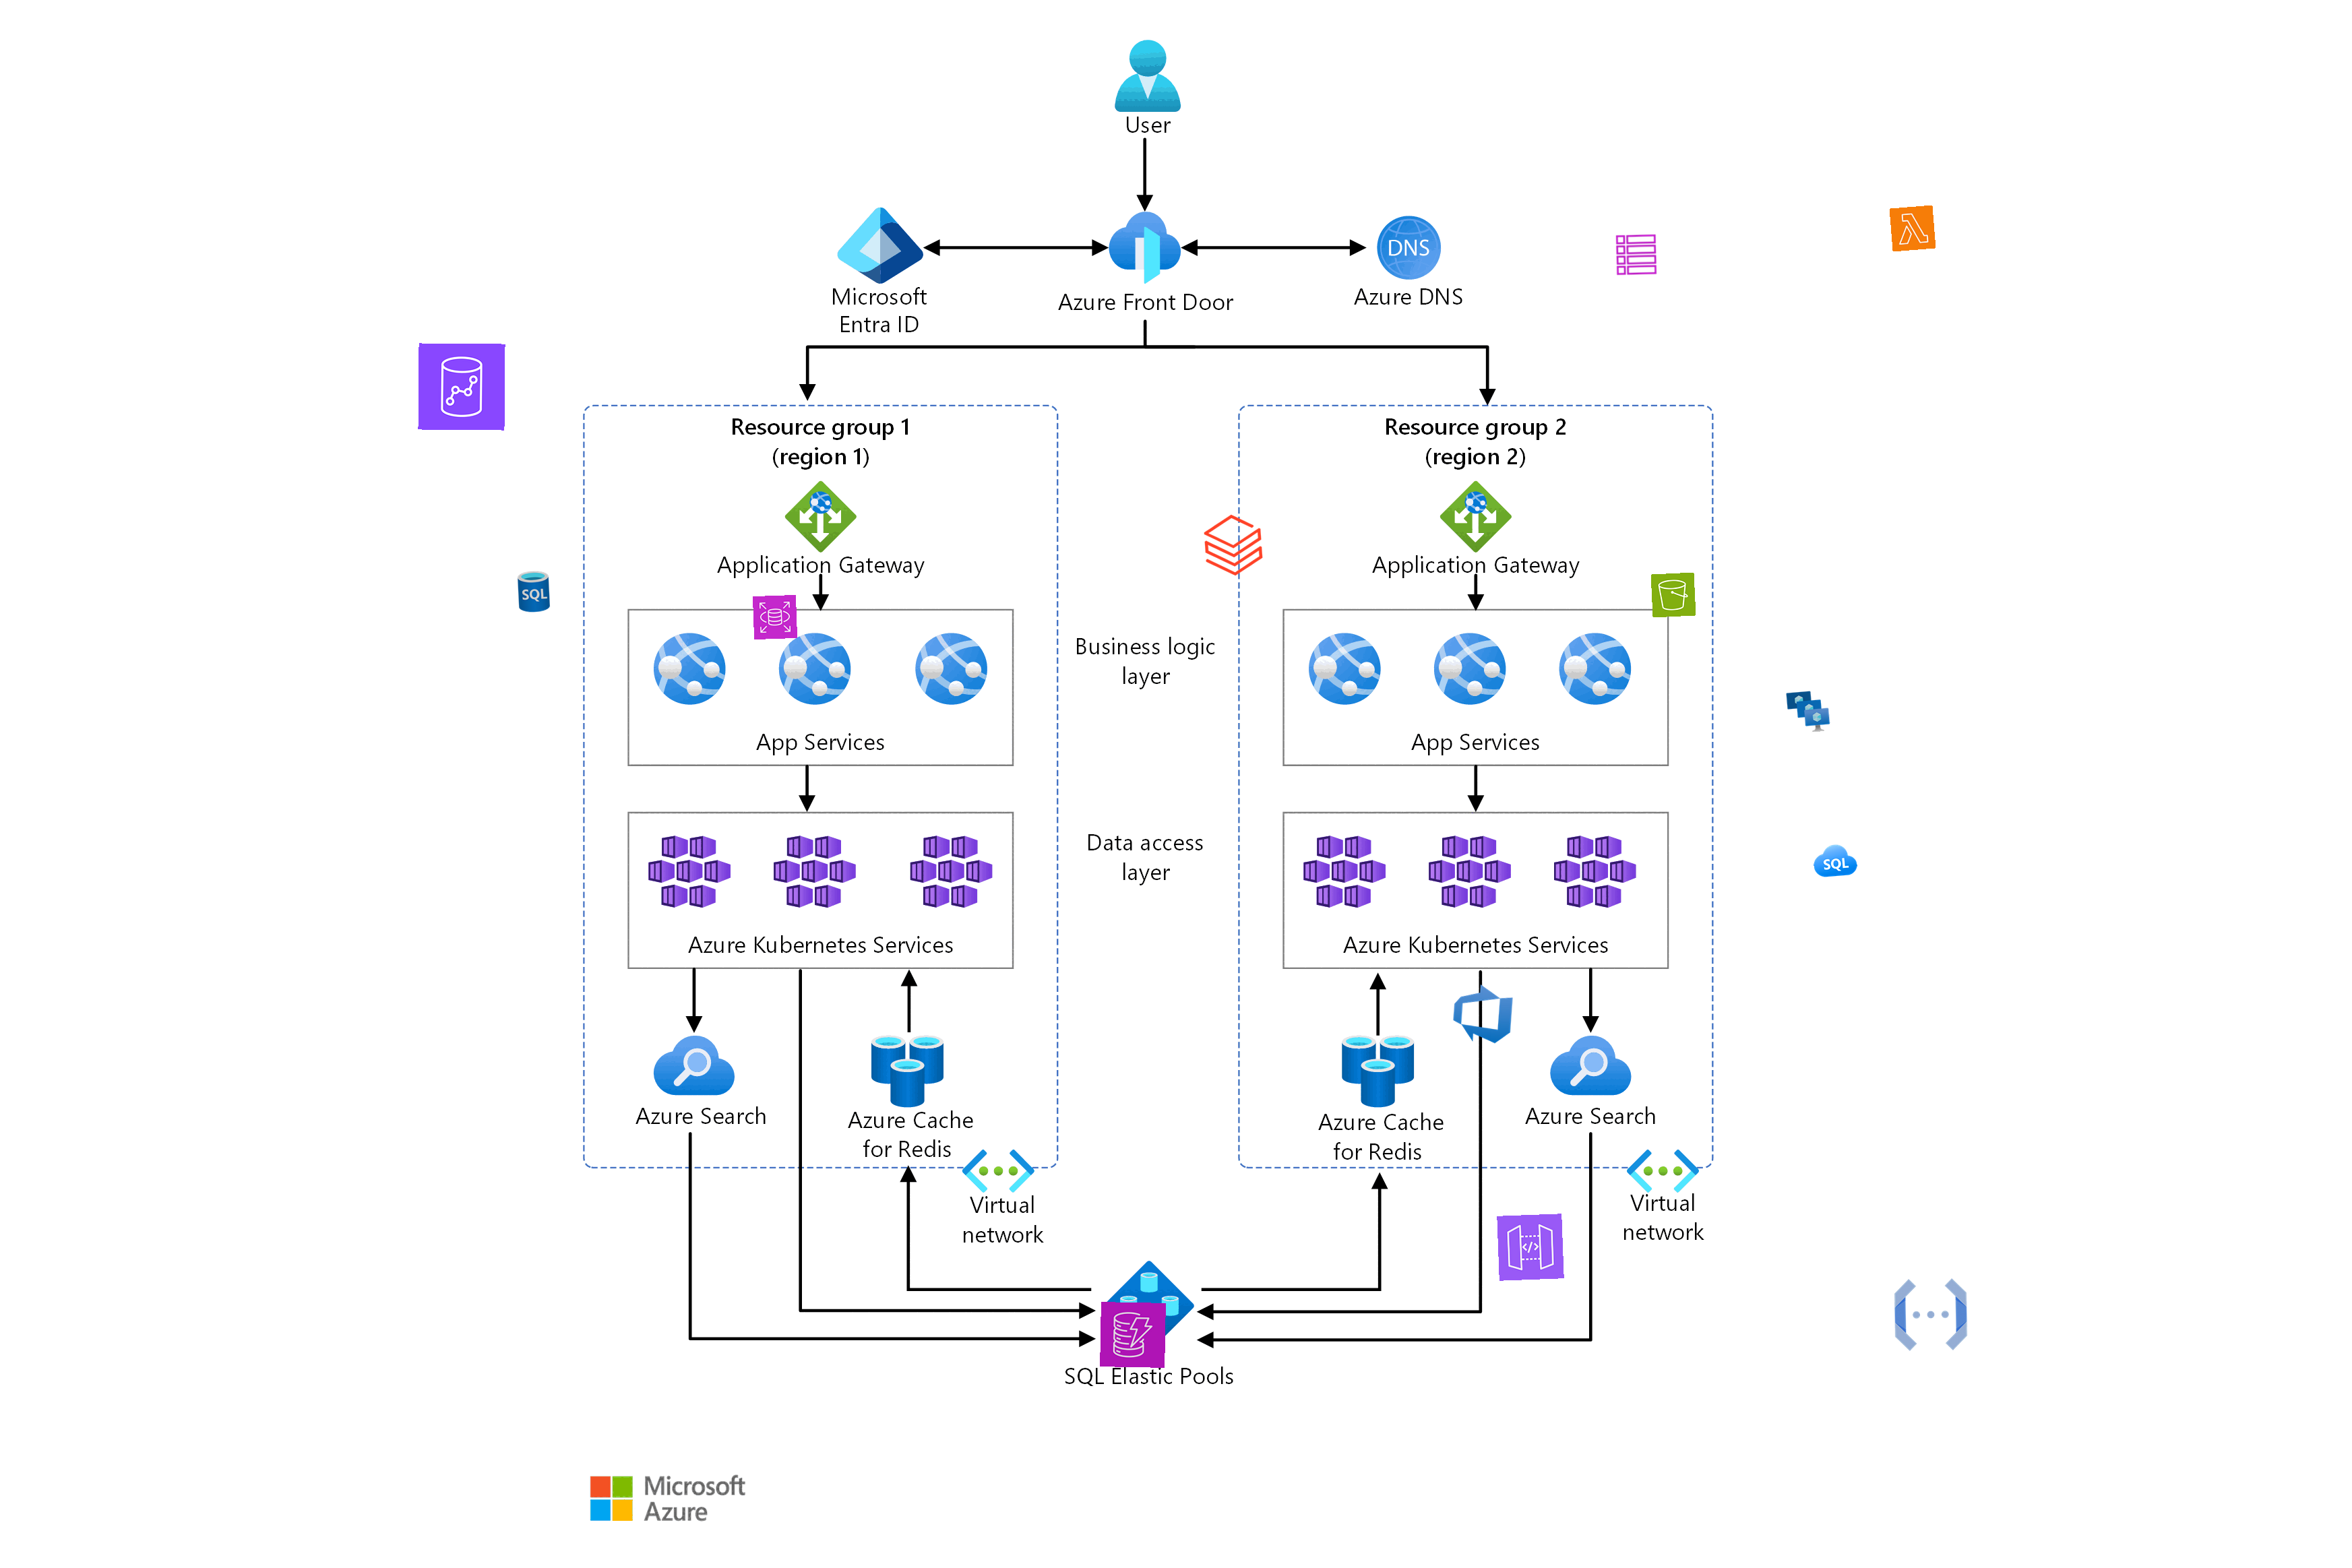 User
DNS
Microsoft
Entra ID
Azure Front Door
Azure DNS
Resource group 1
(region 1)
Resource group 2
(region 2)
Application Gateway
Application Gateway
SQL
Business logic
layer
App Services
App Services
Data access
layer
SQL
Azure Kubernetes Services
Azure Kubernetes Services
Azure Search
Azure Cache
for Redis
Azure Cache
for Redis
Azure Search
Virtual
network
Virtual
network
</>
SQL Elastic Pools
Microsoft
Azure